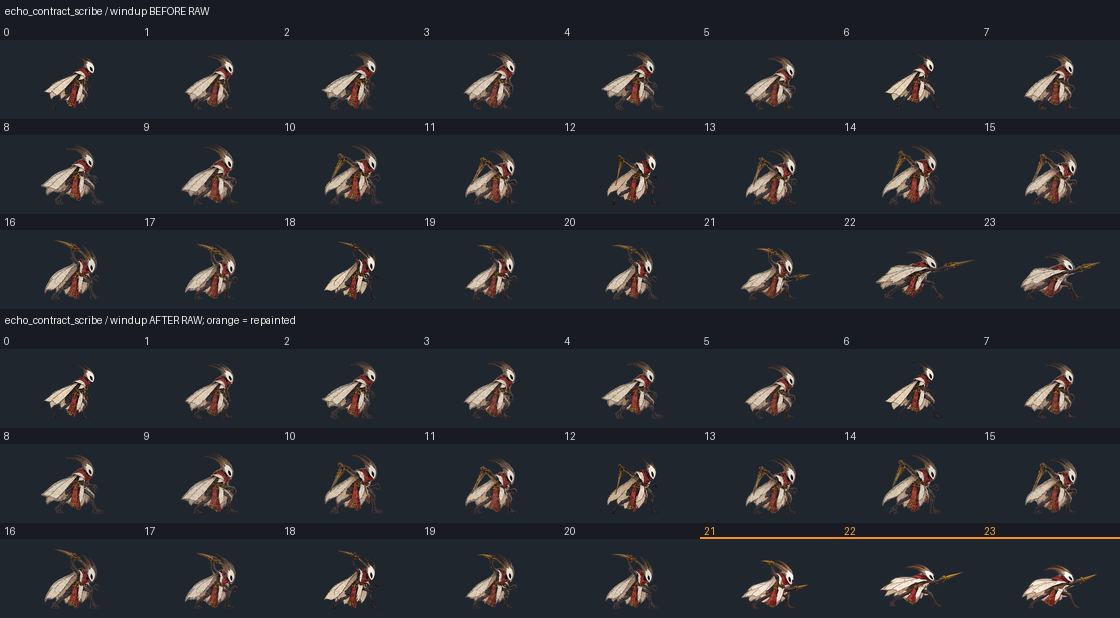 echo_contract_scribe / windup BEFORE RAW
0 1 2 3 4 5 6 7
8 9 10 11 12 13 14 15
16 17 18 19 20 21 22 23
echo_contract_scribe / windup AFTER RAW; orange = repainted
0 1 2 3 4 5 6 7
8 9 10 11 12 13 14 15
16 17 18 19 20 21 22 23